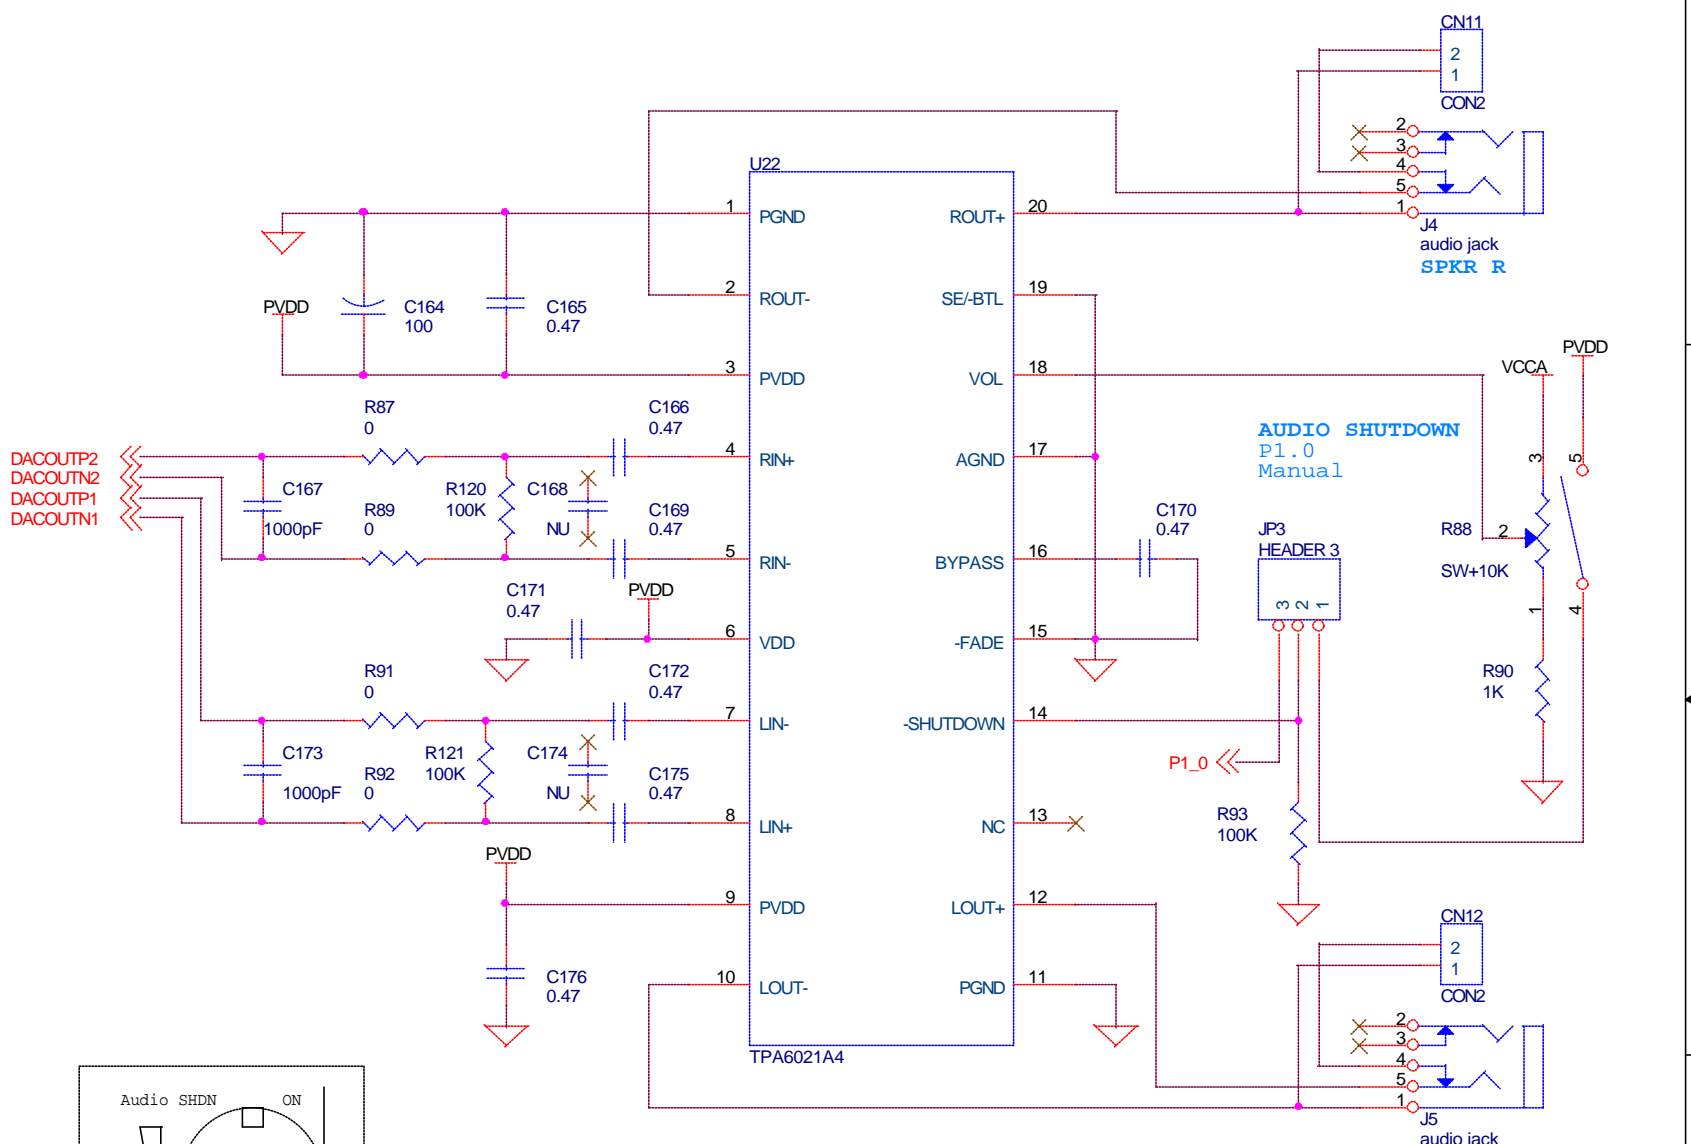 CN11
2
1
CON2
2
3
4
5
1
J4
audio jack
SPKR R
U22
1 PGND
2 ROUT-
3 PVDD
4 RIN+
5 RIN-
6 VDD
7 LIN-
8 LIN+
9 PVDD
10 LOUT-
ROUT+ 20
SE/-BTL 19
VOL 18
AGND 17
BYPASS 16
-FADE 15
-SHUTDOWN 14
NC 13
LOUT+ 12
PGND 11
TPA6021A4
PVDD
C164
100
C165
0.47
R87
0
C166
0.47
DACOUTP2
DACOUTN2
DACOUTP1
DACOUTN1
C167
1000pF
R89
0
R120
100K
C168
NU
C169
0.47
C171
0.47
PVDD
R91
0
C172
0.47
C173
1000pF
R92
0
R121
100K
C174
NU
C175
0.47
PVDD
C176
0.47
C170
0.47
AUDIO SHUTDOWN
P1.0
Manual
JP3
HEADER 3
3
2
1
P1_0
R93
100K
VCCA
PVDD
3
5
R88
2
SW+10K
1
4
R90
1K
CN12
2
1
CON2
2
3
4
5
1
J5
audio jack
Audio SHDN
ON